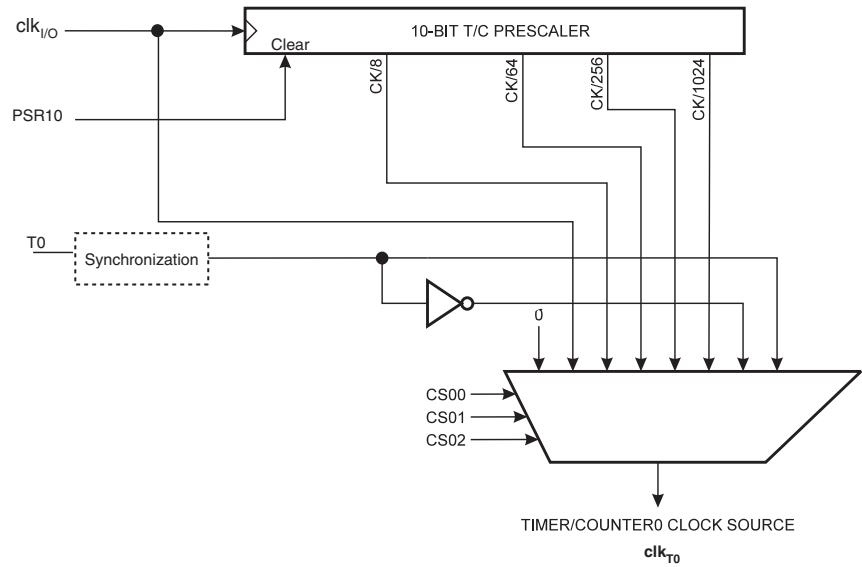 clkI/O
10-BIT T/C PRESCALER
Clear
CK/8
CK/64
CK/256
CK/1024
PSR10
T0
Synchronization
0
CS00
CS01
CS02
TIMER/COUNTER0 CLOCK SOURCE
clkT0